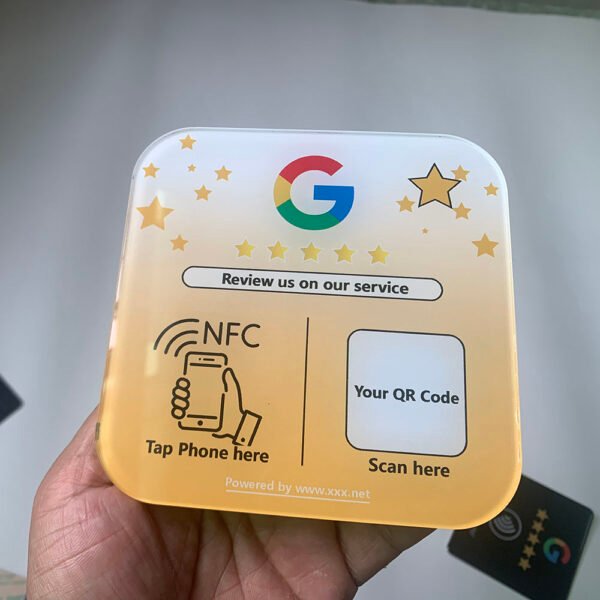 G
Review us on our service
NFC
Your QR Code
Tap Phone here
Scan here
Powered by www.xxx.net
G